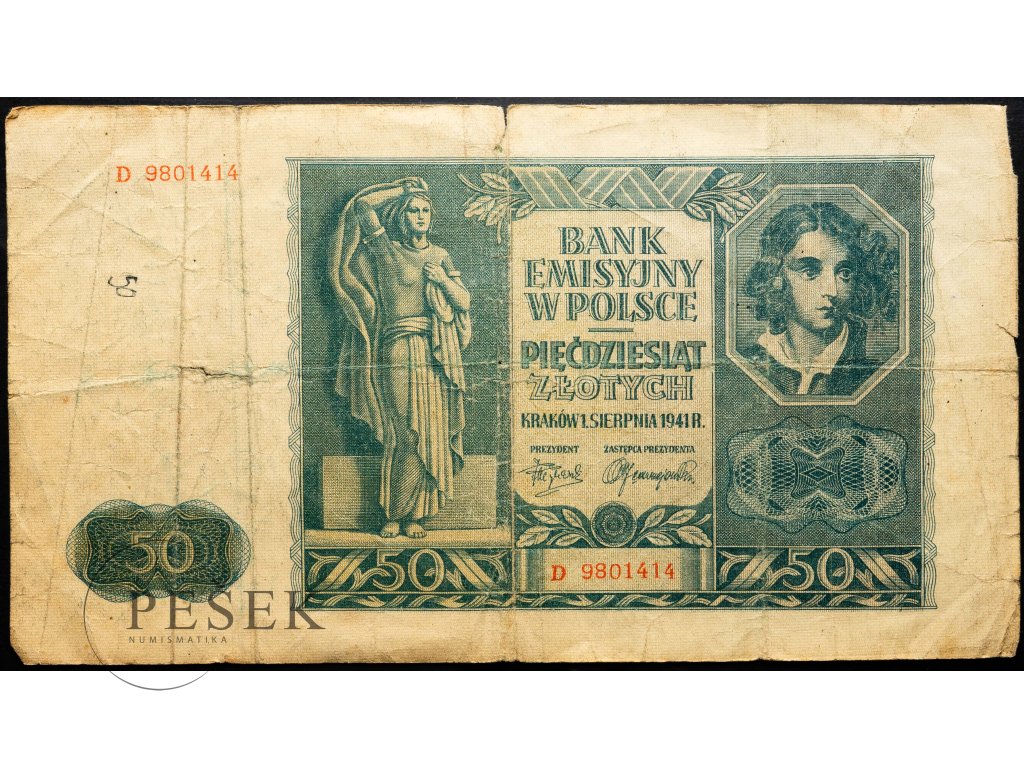 D 9801414
50
BANK
EMISYJNY
W POLSCE
PIĘĆDZIESIĄT
ZŁOTYCH
KRAKÓW 1. SIERPNIA 1941 R.
PREZYDENT ZASTĘPCA PREZYDENTA
50
50
D 9801414
50
PESEK
NUMISMATIKA